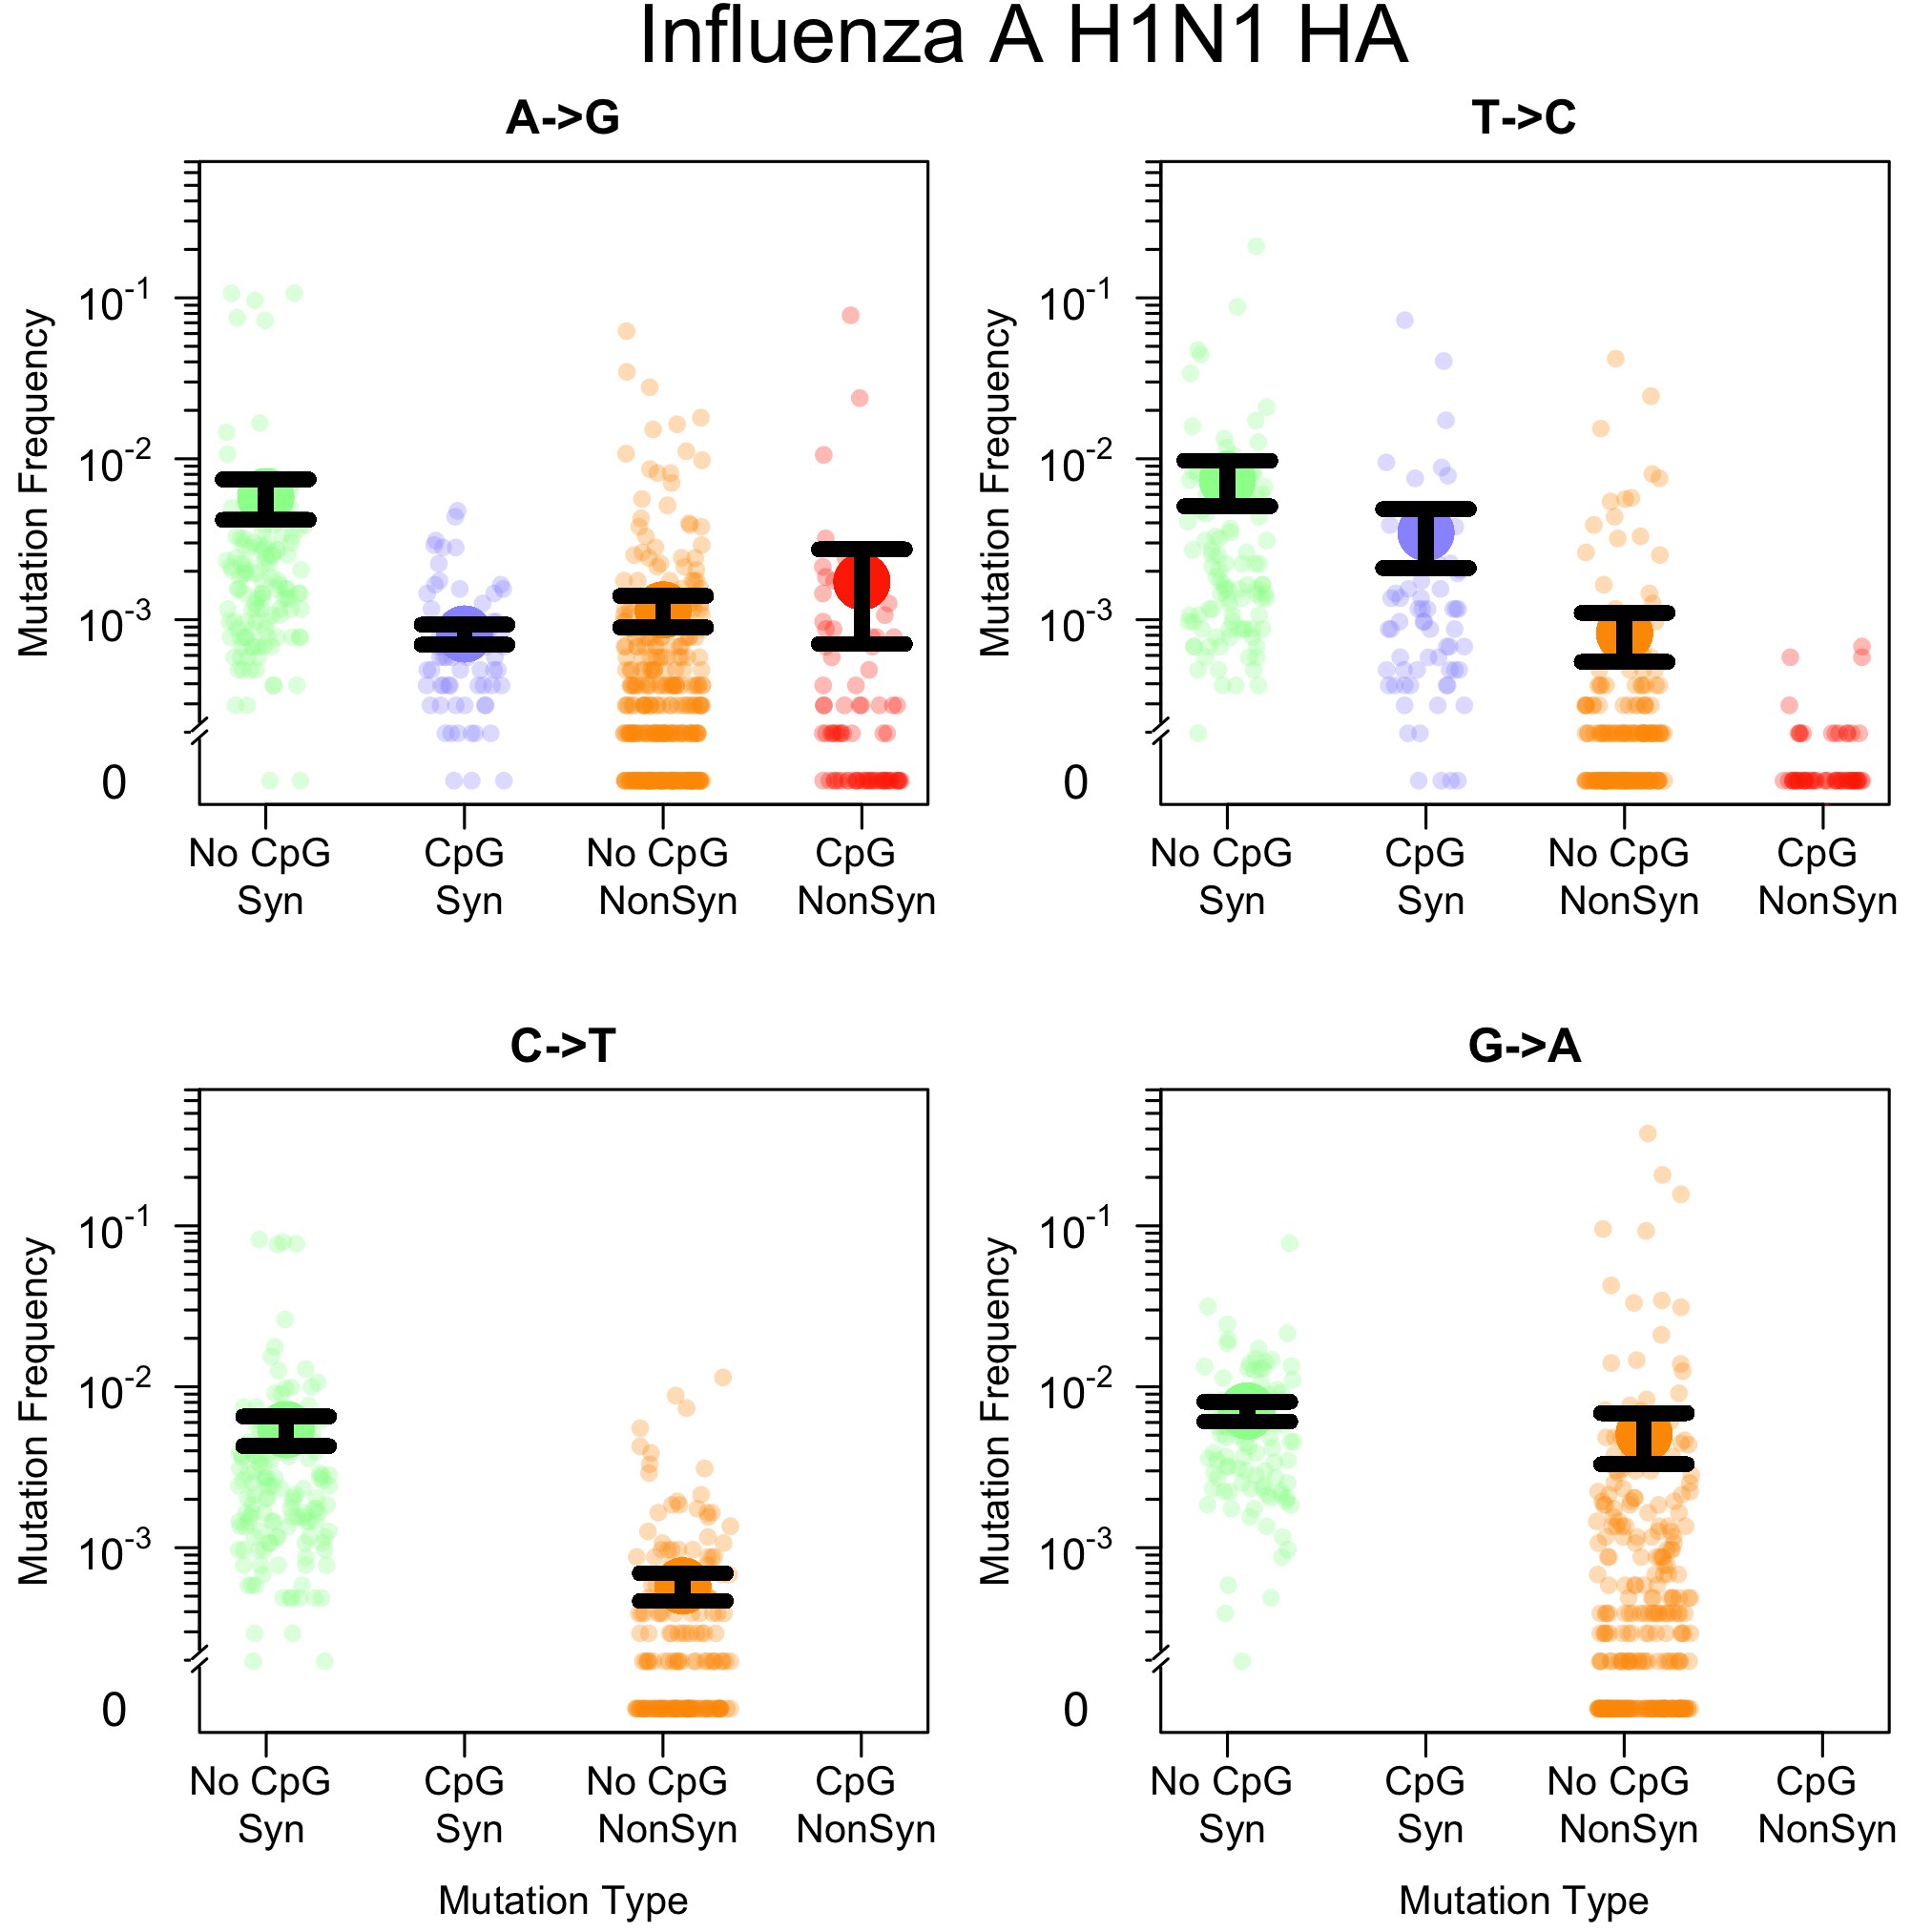 Influenza A H1N1 HA
A->G
Mutation Frequency
10-1
10-2
10-3
0
No CpG Syn
CpG Syn
No CpG NonSyn
CpG NonSyn
T->C
Mutation Frequency
10-1
10-2
10-3
0
No CpG Syn
CpG Syn
No CpG NonSyn
CpG NonSyn
C->T
Mutation Frequency
10-1
10-2
10-3
0
No CpG Syn
CpG Syn
No CpG NonSyn
CpG NonSyn
Mutation Type
G->A
Mutation Frequency
10-1
10-2
10-3
0
No CpG Syn
CpG Syn
No CpG NonSyn
CpG NonSyn
Mutation Type